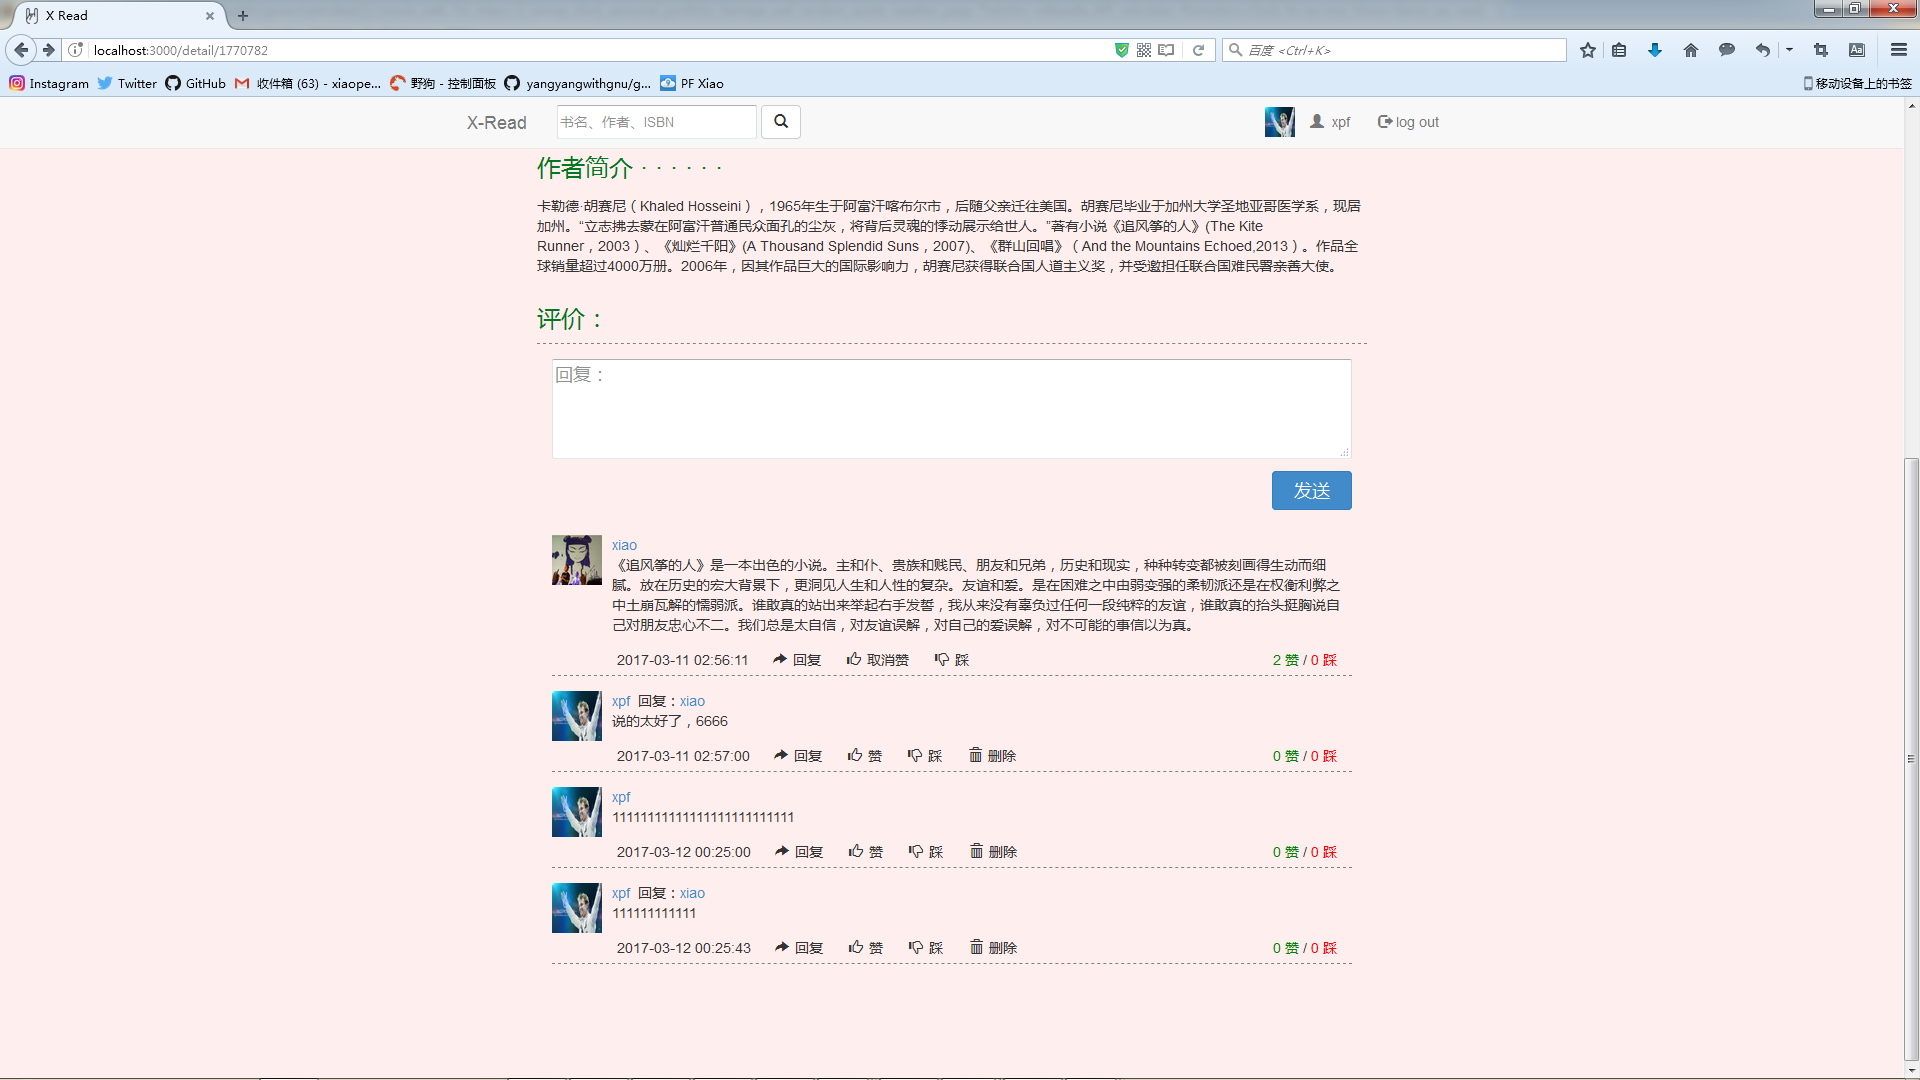 X Read
localhost:3000/detail/1770782
百度 <Ctrl+K>
Instagram Twitter GitHub 收件箱 (63) - xiaope... 野狗 - 控制面板 yangyangwithgnu/g... PF Xiao 移动设备上的书签
X-Read 书名、作者、ISBN xpf log out
作者简介 · · · · · ·
卡勒德·胡赛尼（Khaled Hosseini），1965年生于阿富汗喀布尔市，后随父亲迁往美国。胡赛尼毕业于加州大学圣地亚哥医学系，现居
加州。“立志拂去蒙在阿富汗普通民众面孔的尘灰，将背后灵魂的悸动展示给世人。”著有小说《追风筝的人》(The Kite
Runner，2003）、《灿烂千阳》(A Thousand Splendid Suns，2007)、《群山回唱》（And the Mountains Echoed,2013）。作品全
球销量超过4000万册。2006年，因其作品巨大的国际影响力，胡赛尼获得联合国人道主义奖，并受邀担任联合国难民署亲善大使。
评价：
回复：
发送
xiao
《追风筝的人》是一本出色的小说。主和仆、贵族和贱民、朋友和兄弟，历史和现实，种种转变都被刻画得生动而细
腻。放在历史的宏大背景下，更洞见人生和人性的复杂。友谊和爱。是在困难之中由弱变强的柔韧派还是在权衡利弊之
中土崩瓦解的懦弱派。谁敢真的站出来举起右手发誓，我从来没有辜负过任何一段纯粹的友谊，谁敢真的抬头挺胸说自
己对朋友忠心不二。我们总是太自信，对友谊误解，对自己的爱误解，对不可能的事信以为真。
2017-03-11 02:56:11 回复 取消赞 踩 2 赞 / 0 踩
xpf 回复：xiao
说的太好了，6666
2017-03-11 02:57:00 回复 赞 踩 删除 0 赞 / 0 踩
xpf
11111111111111111111111111
2017-03-12 00:25:00 回复 赞 踩 删除 0 赞 / 0 踩
xpf 回复：xiao
111111111111
2017-03-12 00:25:43 回复 赞 踩 删除 0 赞 / 0 踩